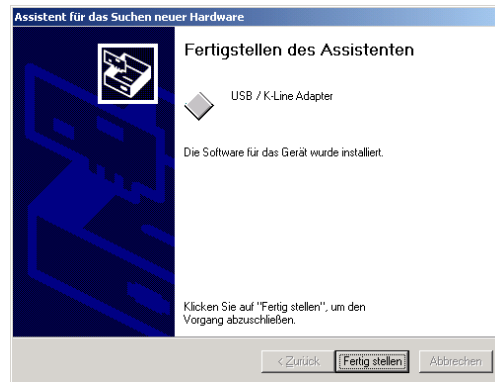 Assistent für das Suchen neuer Hardware
Fertigstellen des Assistenten
USB / K-Line Adapter
Die Software für das Gerät wurde installiert.
Klicken Sie auf "Fertig stellen", um den
Vorgang abzuschließen.
< Zurück Fertig stellen Abbrechen